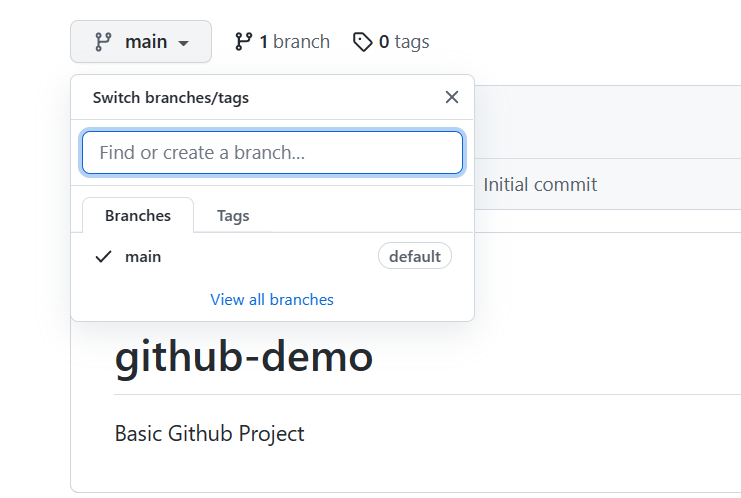 main 1 branch 0 tags
Switch branches/tags
Find or create a branch...
Initial commit
Branches Tags
main default
View all branches
github-demo
Basic Github Project